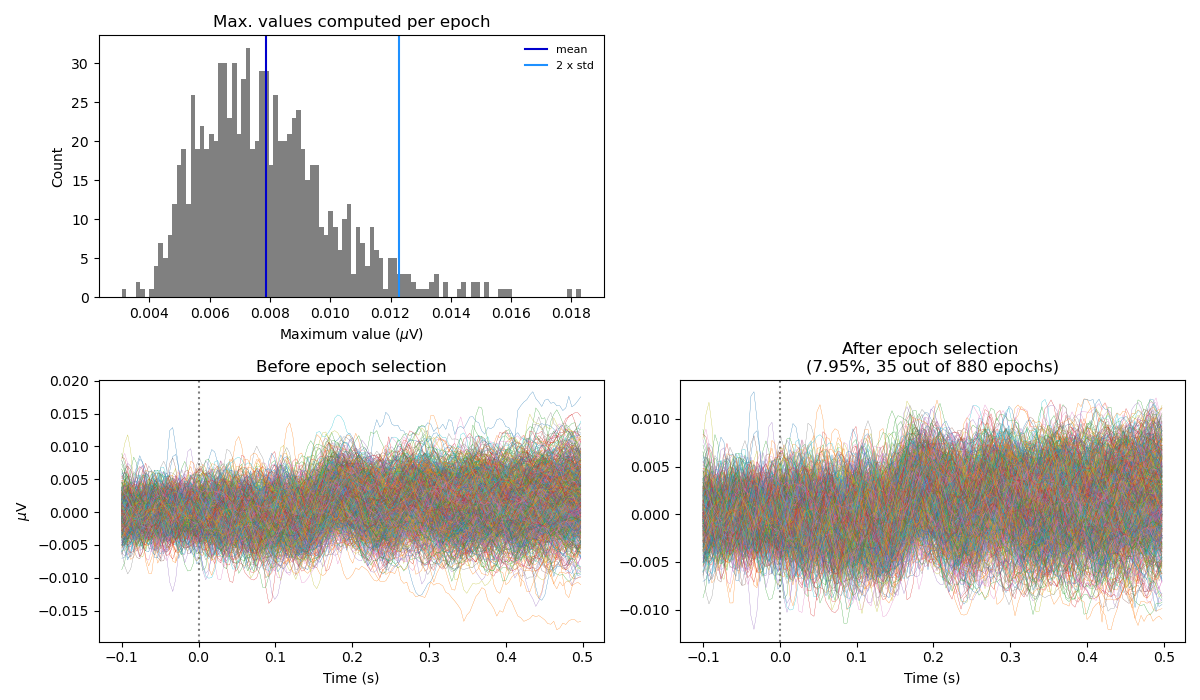 Max. values computed per epoch
mean
2 x std
Count
30
25
20
15
10
5
0
0.004 0.006 0.008 0.010 0.012 0.014 0.016 0.018
Maximum value (μV)
Before epoch selection
μV
0.020
0.015
0.010
0.005
0.000
−0.005
−0.010
−0.015
−0.1 0.0 0.1 0.2 0.3 0.4 0.5
Time (s)
After epoch selection
(7.95%, 35 out of 880 epochs)
0.010
0.005
0.000
−0.005
−0.010
−0.1 0.0 0.1 0.2 0.3 0.4 0.5
Time (s)